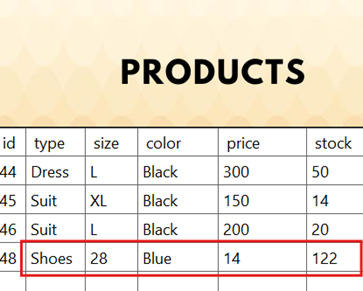 PRODUCTS
id type size color price stock
44 Dress L Black 300 50
45 Suit XL Black 150 14
46 Suit L Black 200 20
48 Shoes 28 Blue 14 122